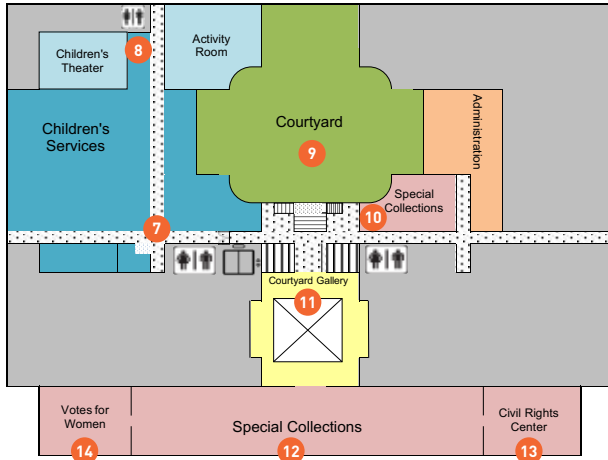 8
Children's
Theater
Activity
Room
Children's
Services
Courtyard
9
Administration
7
10
Special
Collections
Courtyard Gallery
11
Votes for
Women
14
Special Collections
12
Civil Rights
Center
13